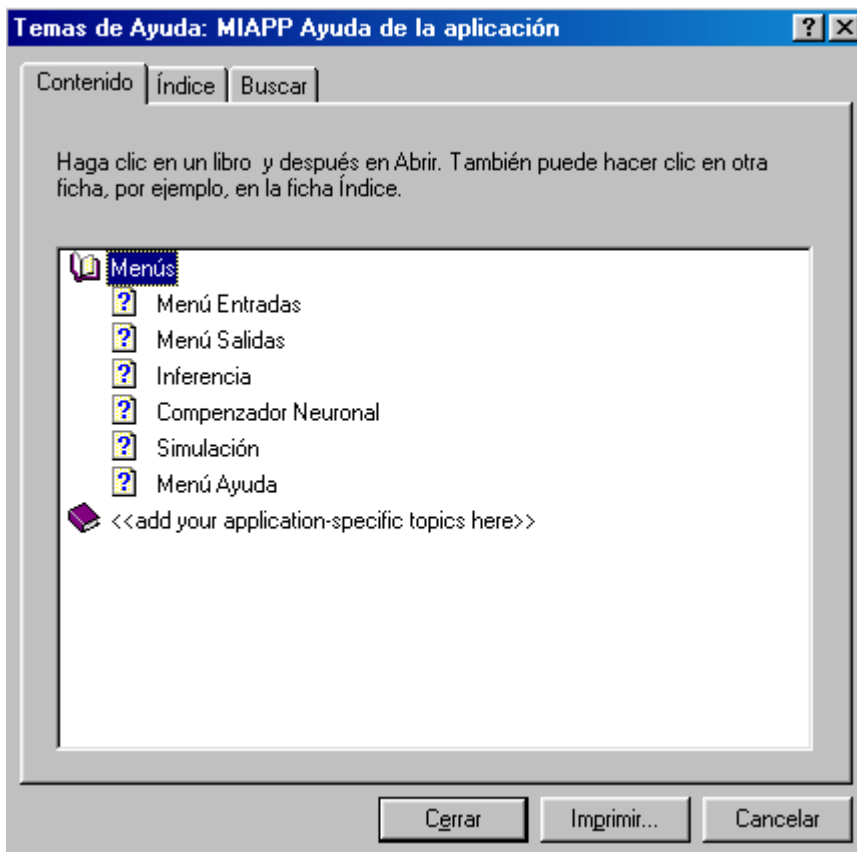 Temas de Ayuda: MIAPP Ayuda de la aplicación
Contenido Índice Buscar
Haga clic en un libro y después en Abrir. También puede hacer clic en otra
ficha, por ejemplo, en la ficha Índice.
Menús
Menú Entradas
Menú Salidas
Inferencia
Compenzador Neuronal
Simulación
Menú Ayuda
<<add your application-specific topics here>>
Cerrar Imprimir... Cancelar